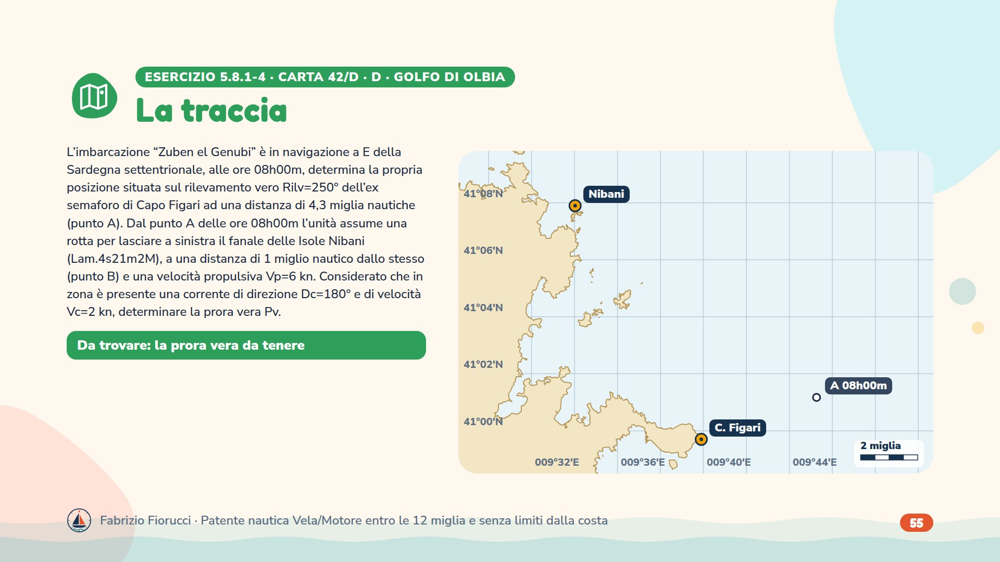 ESERCIZIO 5.8.1-4 · CARTA 42/D · D · GOLFO DI OLBIA
La traccia
L’imbarcazione “Zuben el Genubi” è in navigazione a E della
Sardegna settentrionale, alle ore 08h00m, determina la propria
posizione situata sul rilevamento vero Rilv=250° dell’ex
semaforo di Capo Figari ad una distanza di 4,3 miglia nautiche
(punto A). Dal punto A delle ore 08h00m l’unità assume una
rotta per lasciare a sinistra il fanale delle Isole Nibani
(Lam.4s21m2M), a una distanza di 1 miglio nautico dallo stesso
(punto B) e una velocità propulsiva Vp=6 kn. Considerato che in
zona è presente una corrente di direzione Dc=180° e di velocità
Vc=2 kn, determinare la prora vera Pv.
Da trovare: la prora vera da tenere
Nibani
41°08'N
41°06'N
41°04'N
41°02'N
A 08h00m
41°00'N
C. Figari
2 miglia
009°32'E
009°36'E
009°40'E
009°44'E
Fabrizio Fiorucci · Patente nautica Vela/Motore entro le 12 miglia e senza limiti dalla costa
55